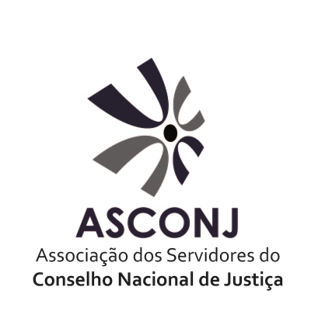 ASCONJ
Associação dos Servidores do
Conselho Nacional de Justiça